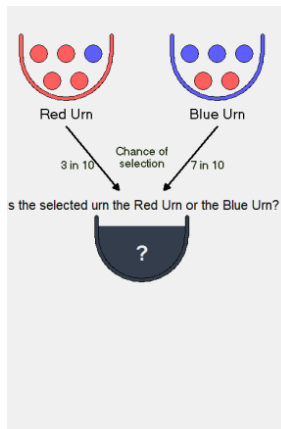 Red Urn
Blue Urn
Chance of
selection
3 in 10
7 in 10
s the selected urn the Red Urn or the Blue Urn?
?